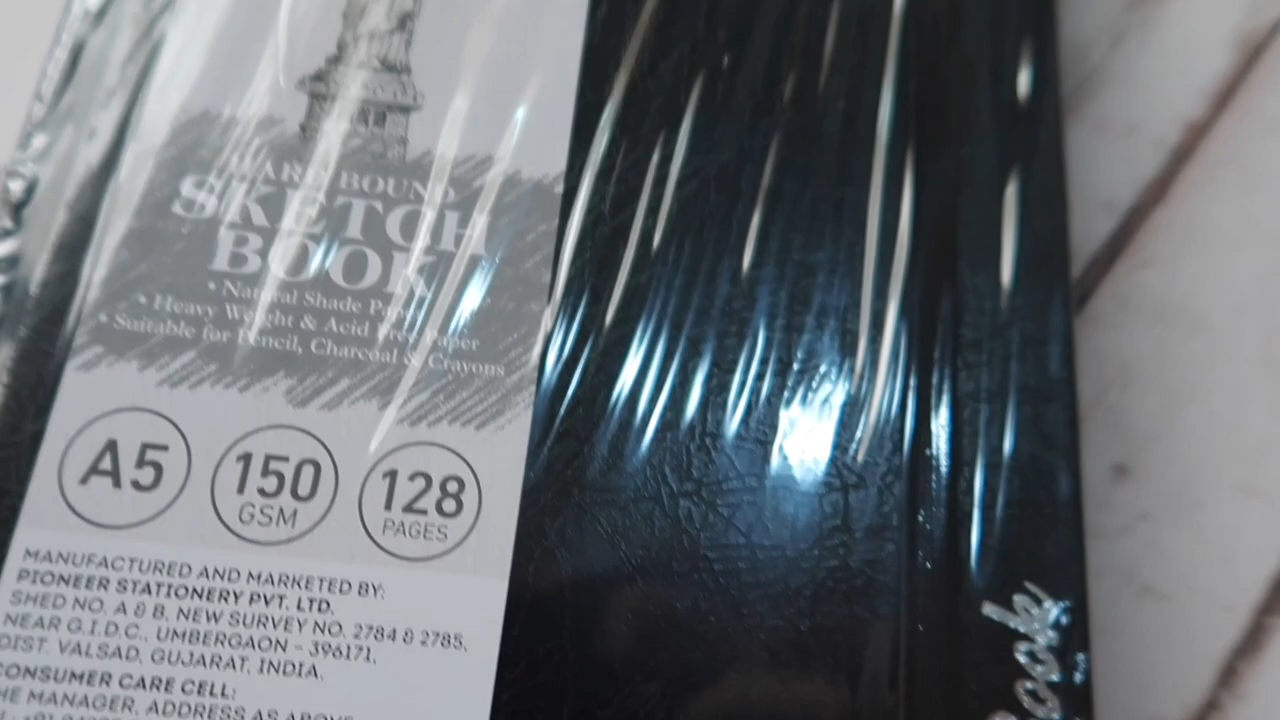 HARD BOUND
SKETCH
BOOK
• Natural Shade Paper
• Heavy Weight & Acid Free Paper
• Suitable for Pencil, Charcoal & Crayons
A5
150
GSM
128
PAGES
MANUFACTURED AND MARKETED BY:
PIONEER STATIONERY PVT. LTD.
SHED NO. A & B, NEW SURVEY NO. 2784 & 2785,
NEAR G.I.D.C., UMBERGAON - 396171,
DIST. VALSAD, GUJARAT, INDIA.
CONSUMER CARE CELL:
THE MANAGER, ADDRESS AS ABOVE